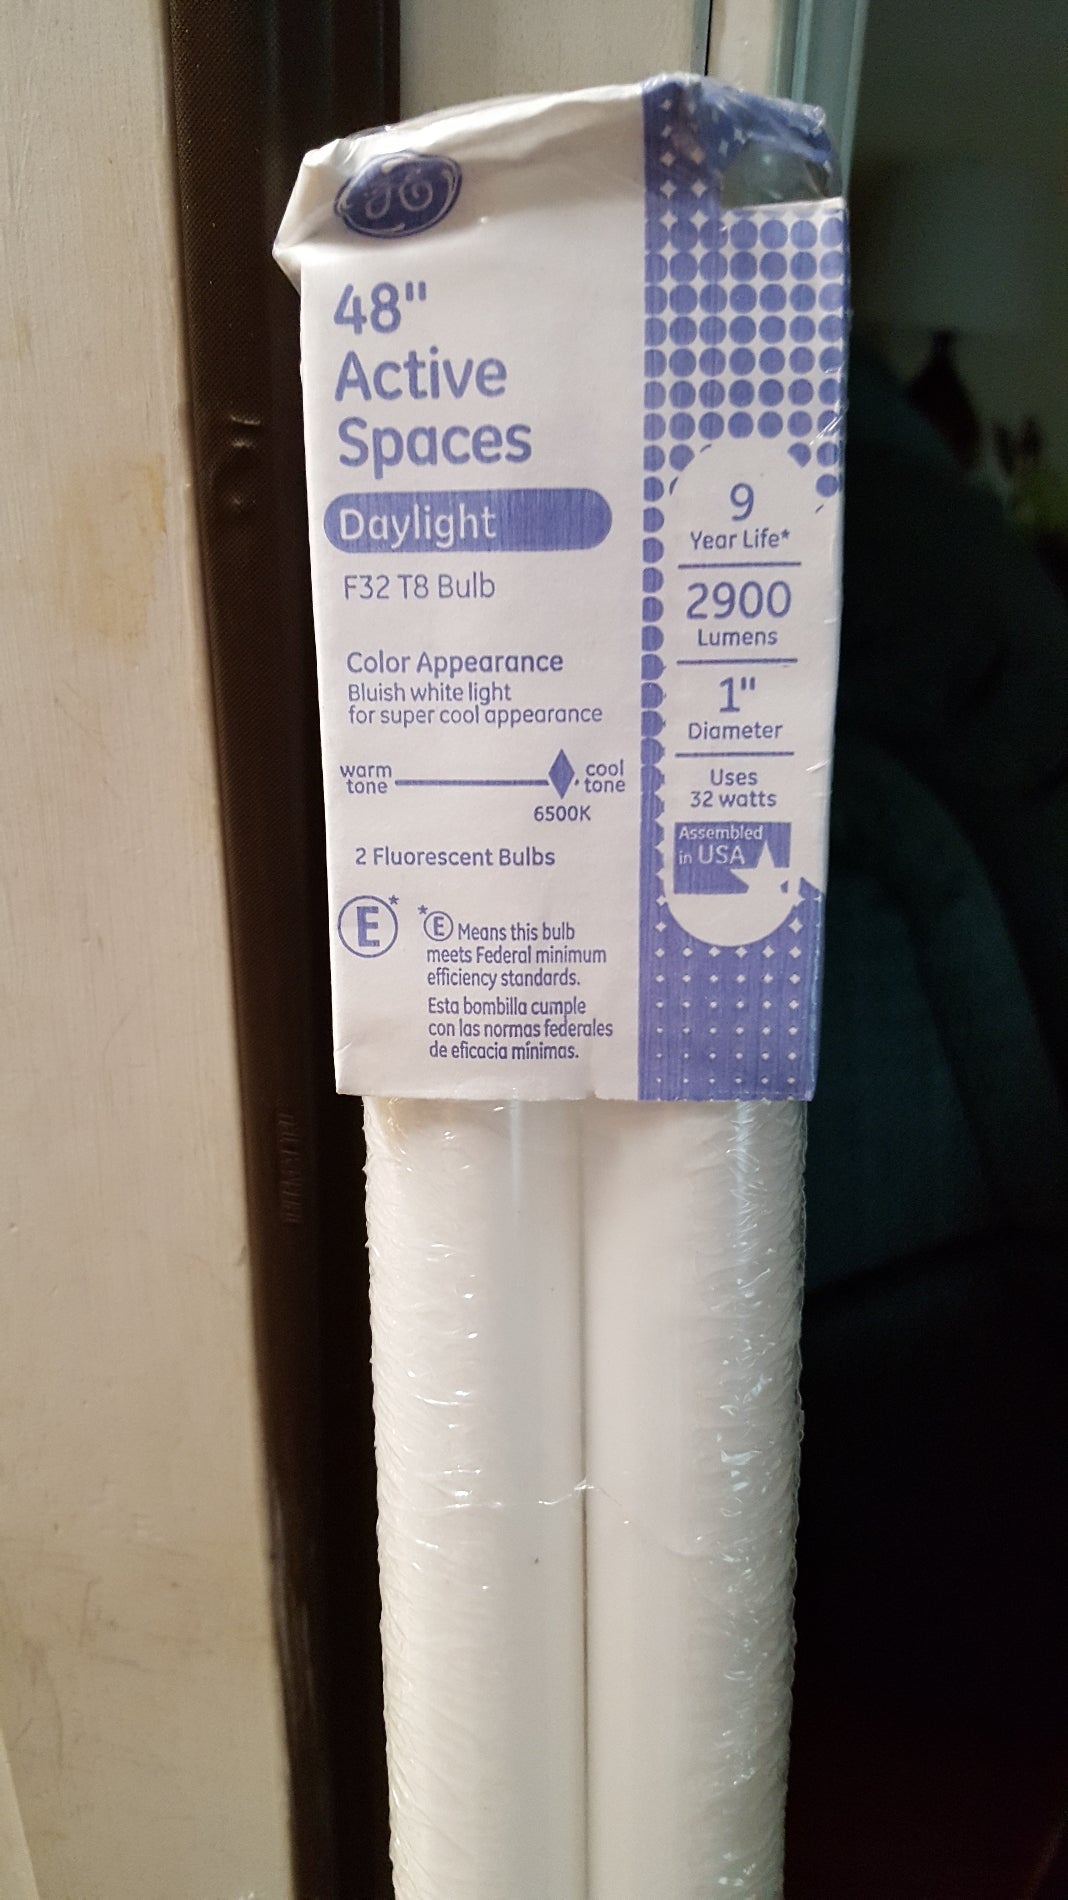 GE
48"
Active
Spaces
Daylight
F32 T8 Bulb
Color Appearance
Bluish white light
for super cool appearance
warm
tone
cool
tone
6500K
2 Fluorescent Bulbs
E*
*E Means this bulb
meets Federal minimum
efficiency standards.
Esta bombilla cumple
con las normas federales
de eficacia mínimas.
9
Year Life*
2900
Lumens
1"
Diameter
Uses
32 watts
Assembled
in USA